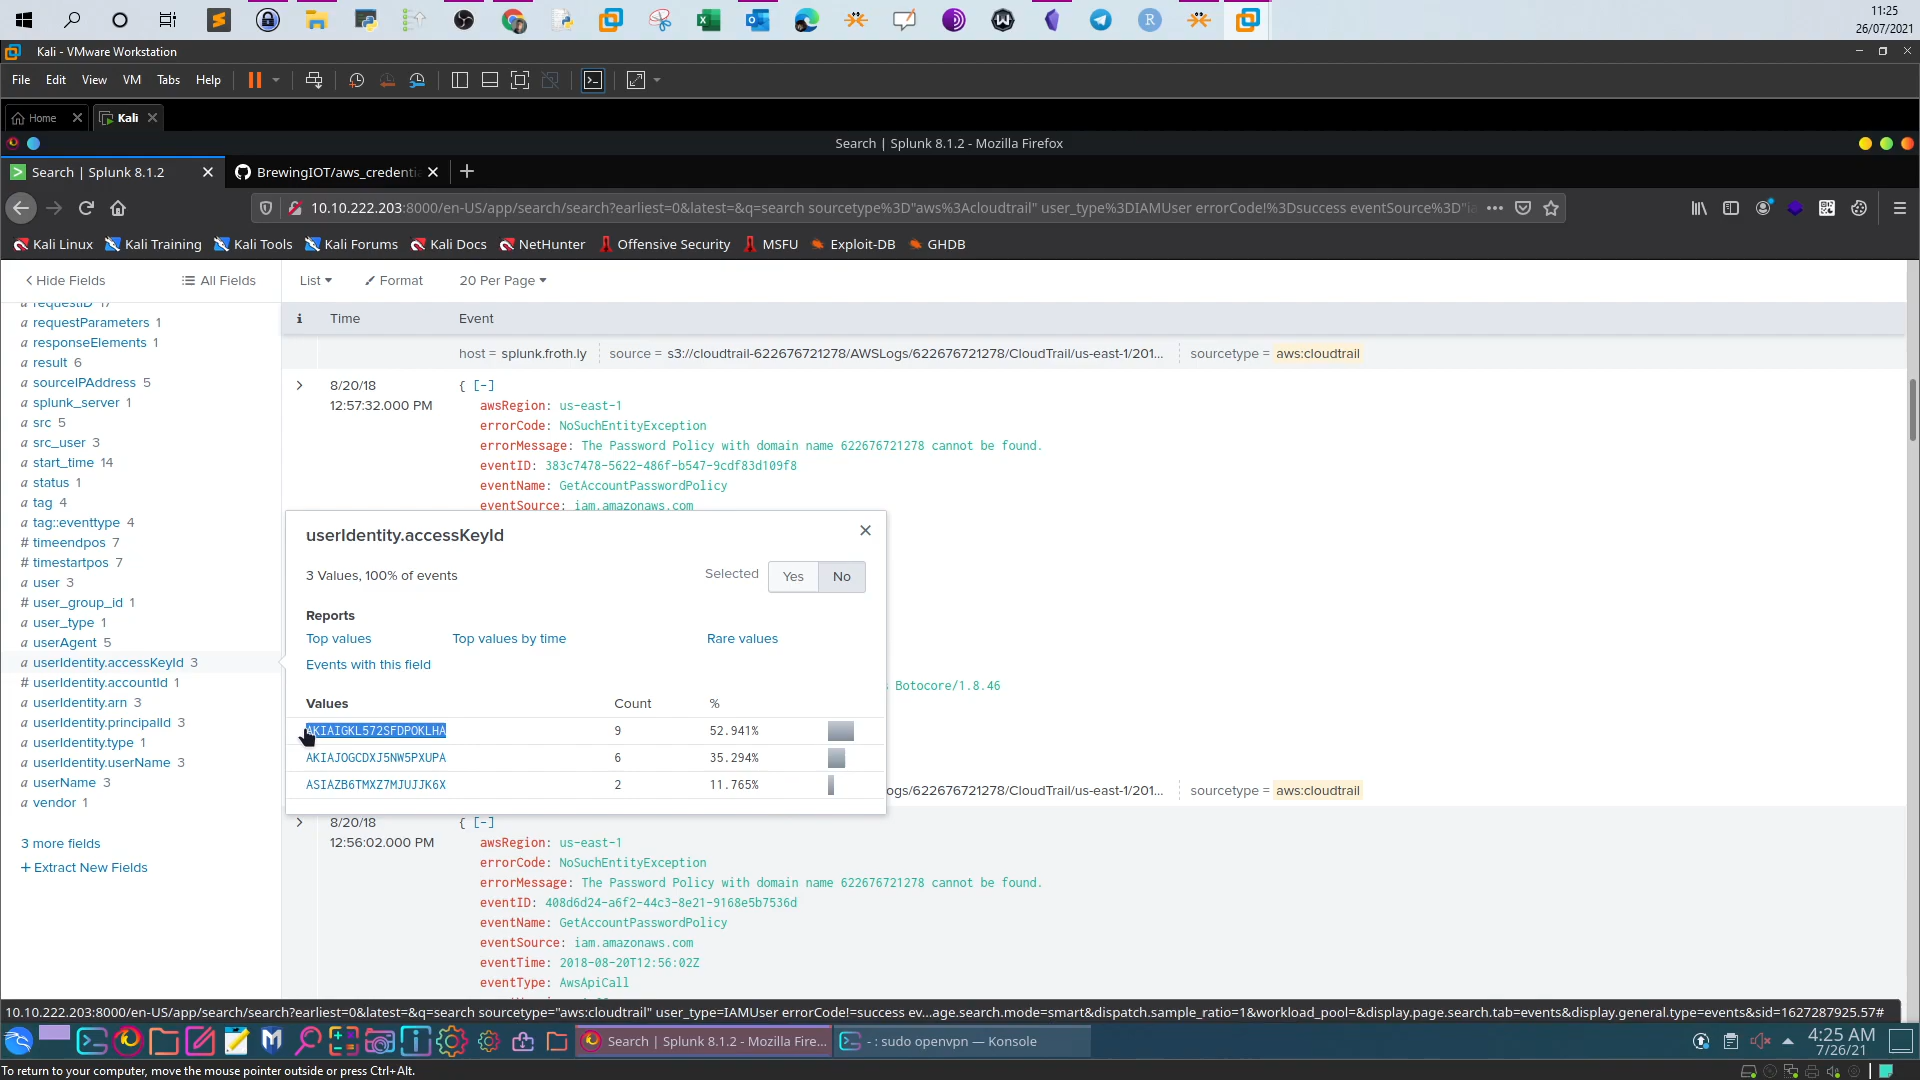 11:25
26/07/2021
Kali - VMware Workstation
File Edit View VM Tabs Help
Home Kali
Search | Splunk 8.1.2 - Mozilla Firefox
Search | Splunk 8.1.2 BrewingIOT/aws_credenti
10.10.222.203:8000/en-US/app/search/search?earliest=0&latest=&q=search sourcetype%3D"aws%3Acloudtrail" user_type%3DIAMUser errorCode!%3Dsuccess eventSource%3D"ia
Kali Linux Kali Training Kali Tools Kali Forums Kali Docs NetHunter Offensive Security MSFU Exploit-DB GHDB
Hide Fields All Fields List Format 20 Per Page
i Time Event
a requestID 17
a requestParameters 1
a responseElements 1
a result 6
a sourceIPAddress 5
a splunk_server 1
a src 5
a src_user 3
a start_time 14
a status 1
a tag 4
a tag::eventtype 4
# timeendpos 7
# timestartpos 7
a user 3
# user_group_id 1
a user_type 1
a userAgent 5
a userIdentity.accessKeyId 3
# userIdentity.accountId 1
a userIdentity.arn 3
a userIdentity.principalId 3
a userIdentity.type 1
a userIdentity.userName 3
a userName 3
a vendor 1
3 more fields
+ Extract New Fields
host = splunk.froth.ly source = s3://cloudtrail-622676721278/AWSLogs/622676721278/CloudTrail/us-east-1/201... sourcetype = aws:cloudtrail
8/20/18
12:57:32.000 PM
{ [-]
awsRegion: us-east-1
errorCode: NoSuchEntityException
errorMessage: The Password Policy with domain name 622676721278 cannot be found.
eventID: 383c7478-5622-486f-b547-9cdf83d109f8
eventName: GetAccountPasswordPolicy
eventSource: iam.amazonaws.com
userIdentity.accessKeyId
3 Values, 100% of events
Selected Yes No
Reports
Top values Top values by time Rare values
Events with this field
Values Count %
AKIAIGKL572SFDPOKLHA 9 52.941%
AKIAJOGCDXJ5NW5PXUPA 6 35.294%
ASIAZB6TMXZ7MJUJJK6X 2 11.765%
Botocore/1.8.46
ogs/622676721278/CloudTrail/us-east-1/201... sourcetype = aws:cloudtrail
8/20/18
12:56:02.000 PM
{ [-]
awsRegion: us-east-1
errorCode: NoSuchEntityException
errorMessage: The Password Policy with domain name 622676721278 cannot be found.
eventID: 408d6d24-a6f2-44c3-8e21-9168e5b7536d
eventName: GetAccountPasswordPolicy
eventSource: iam.amazonaws.com
eventTime: 2018-08-20T12:56:02Z
eventType: AwsApiCall
10.10.222.203:8000/en-US/app/search/search?earliest=0&latest=&q=search sourcetype="aws:cloudtrail" user_type=IAMUser errorCode!=success ev...age.search.mode=smart&dispatch.sample_ratio=1&workload_pool=&display.page.search.tab=events&display.general.type=events&sid=1627287925.57#
Search | Splunk 8.1.2 - Mozilla Fire... - : sudo openvpn — Konsole
4:25 AM
7/26/21
To return to your computer, move the mouse pointer outside or press Ctrl+Alt.